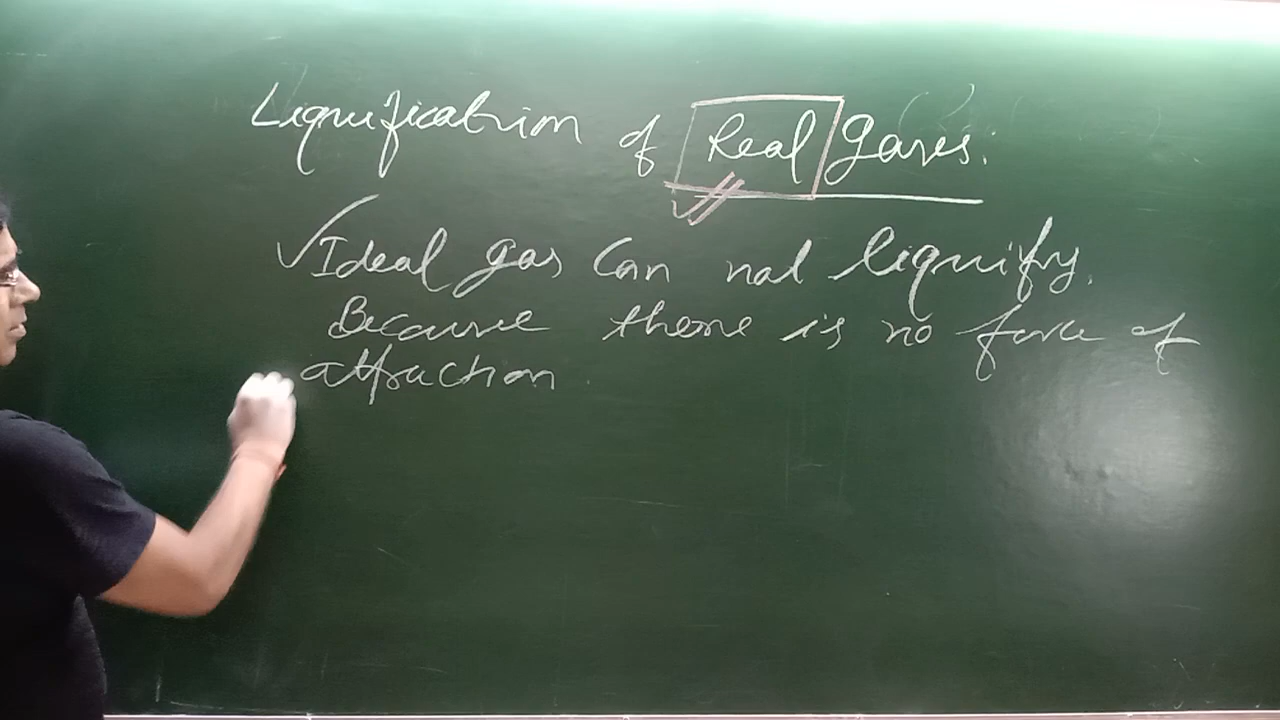 Liquification of Real gases.
Ideal gas can not liquify.
Because there is no force of
attraction